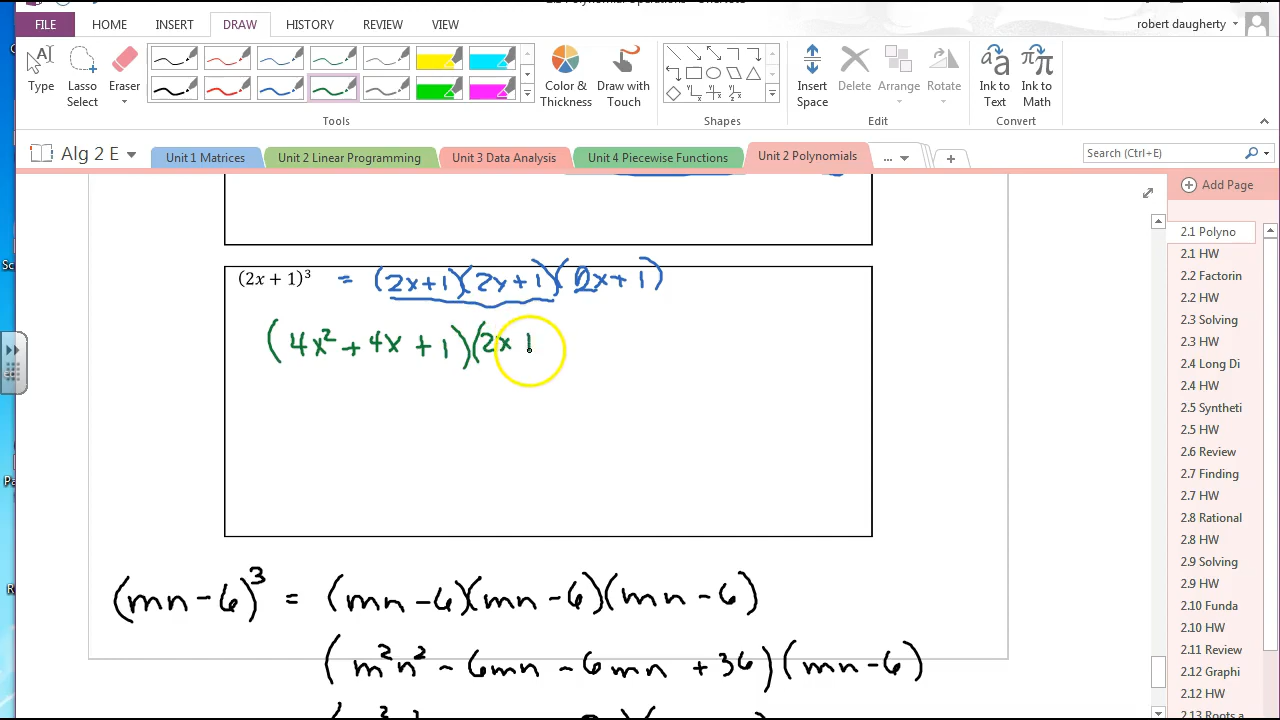 FILE HOME INSERT DRAW HISTORY REVIEW VIEW robert daugherty
Type Lasso Select Eraser Color & Thickness Draw with Touch Insert Space Delete Arrange Rotate Ink to Text Ink to Math
Tools Shapes Edit Convert
Alg 2 E Unit 1 Matrices Unit 2 Linear Programming Unit 3 Data Analysis Unit 4 Piecewise Functions Unit 2 Polynomials ... Search (Ctrl+E)
Add Page
2.1 Polyno
2.1 HW
2.2 Factorin
2.2 HW
2.3 Solving
2.3 HW
2.4 Long Di
2.4 HW
2.5 Syntheti
2.5 HW
2.6 Review
2.7 Finding
2.7 HW
2.8 Rational
2.8 HW
2.9 Solving
2.9 HW
2.10 Funda
2.10 HW
2.11 Review
2.12 Graphi
2.12 HW
2.13 Roots a
(2x + 1)³ = (2x+1)(2x+1)(2x+1)
(4x² + 4x + 1)(2x 1
(mn - 6)³ = (mn - 6)(mn - 6)(mn - 6)
(m²n² - 6mn - 6mn + 36)(mn - 6)